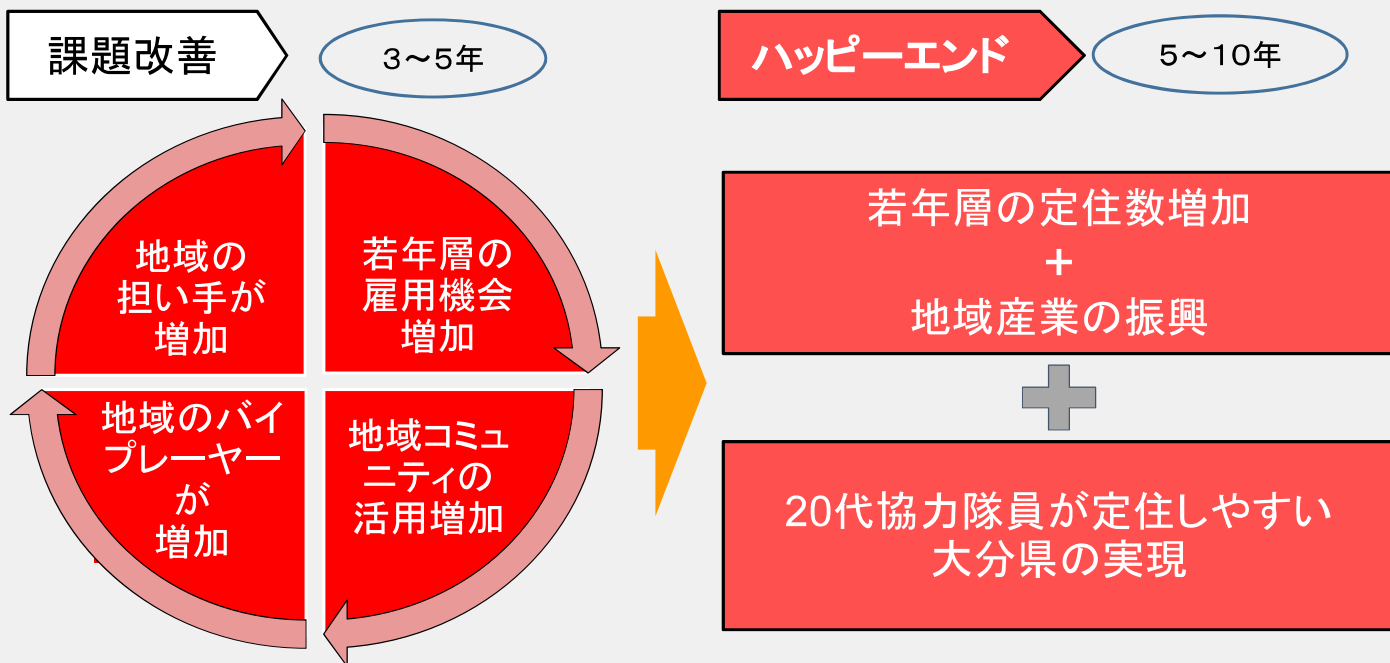 課題改善
3～5年
ハッピーエンド
5～10年
地域の
担い手が
増加
若年層の
雇用機会
増加
地域のバイ
プレーヤー
が
増加
地域コミュ
ニティの
活用増加
若年層の定住数増加
+
地域産業の振興
20代協力隊員が定住しやすい
大分県の実現